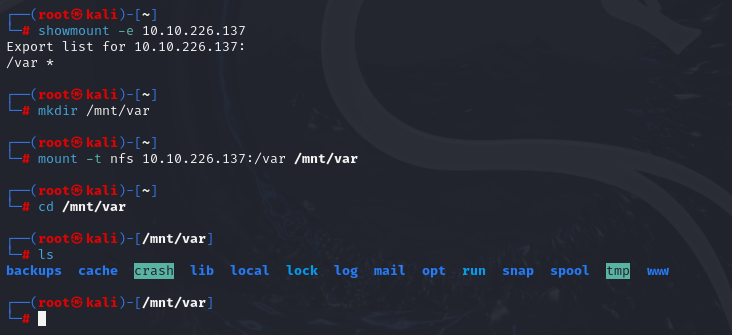 ┌──(root㉿kali)-[~]
└─# showmount -e 10.10.226.137
Export list for 10.10.226.137:
/var *
┌──(root㉿kali)-[~]
└─# mkdir /mnt/var
┌──(root㉿kali)-[~]
└─# mount -t nfs 10.10.226.137:/var /mnt/var
┌──(root㉿kali)-[~]
└─# cd /mnt/var
┌──(root㉿kali)-[/mnt/var]
└─# ls
backups cache crash lib local lock log mail opt run snap spool tmp www
┌──(root㉿kali)-[/mnt/var]
└─#